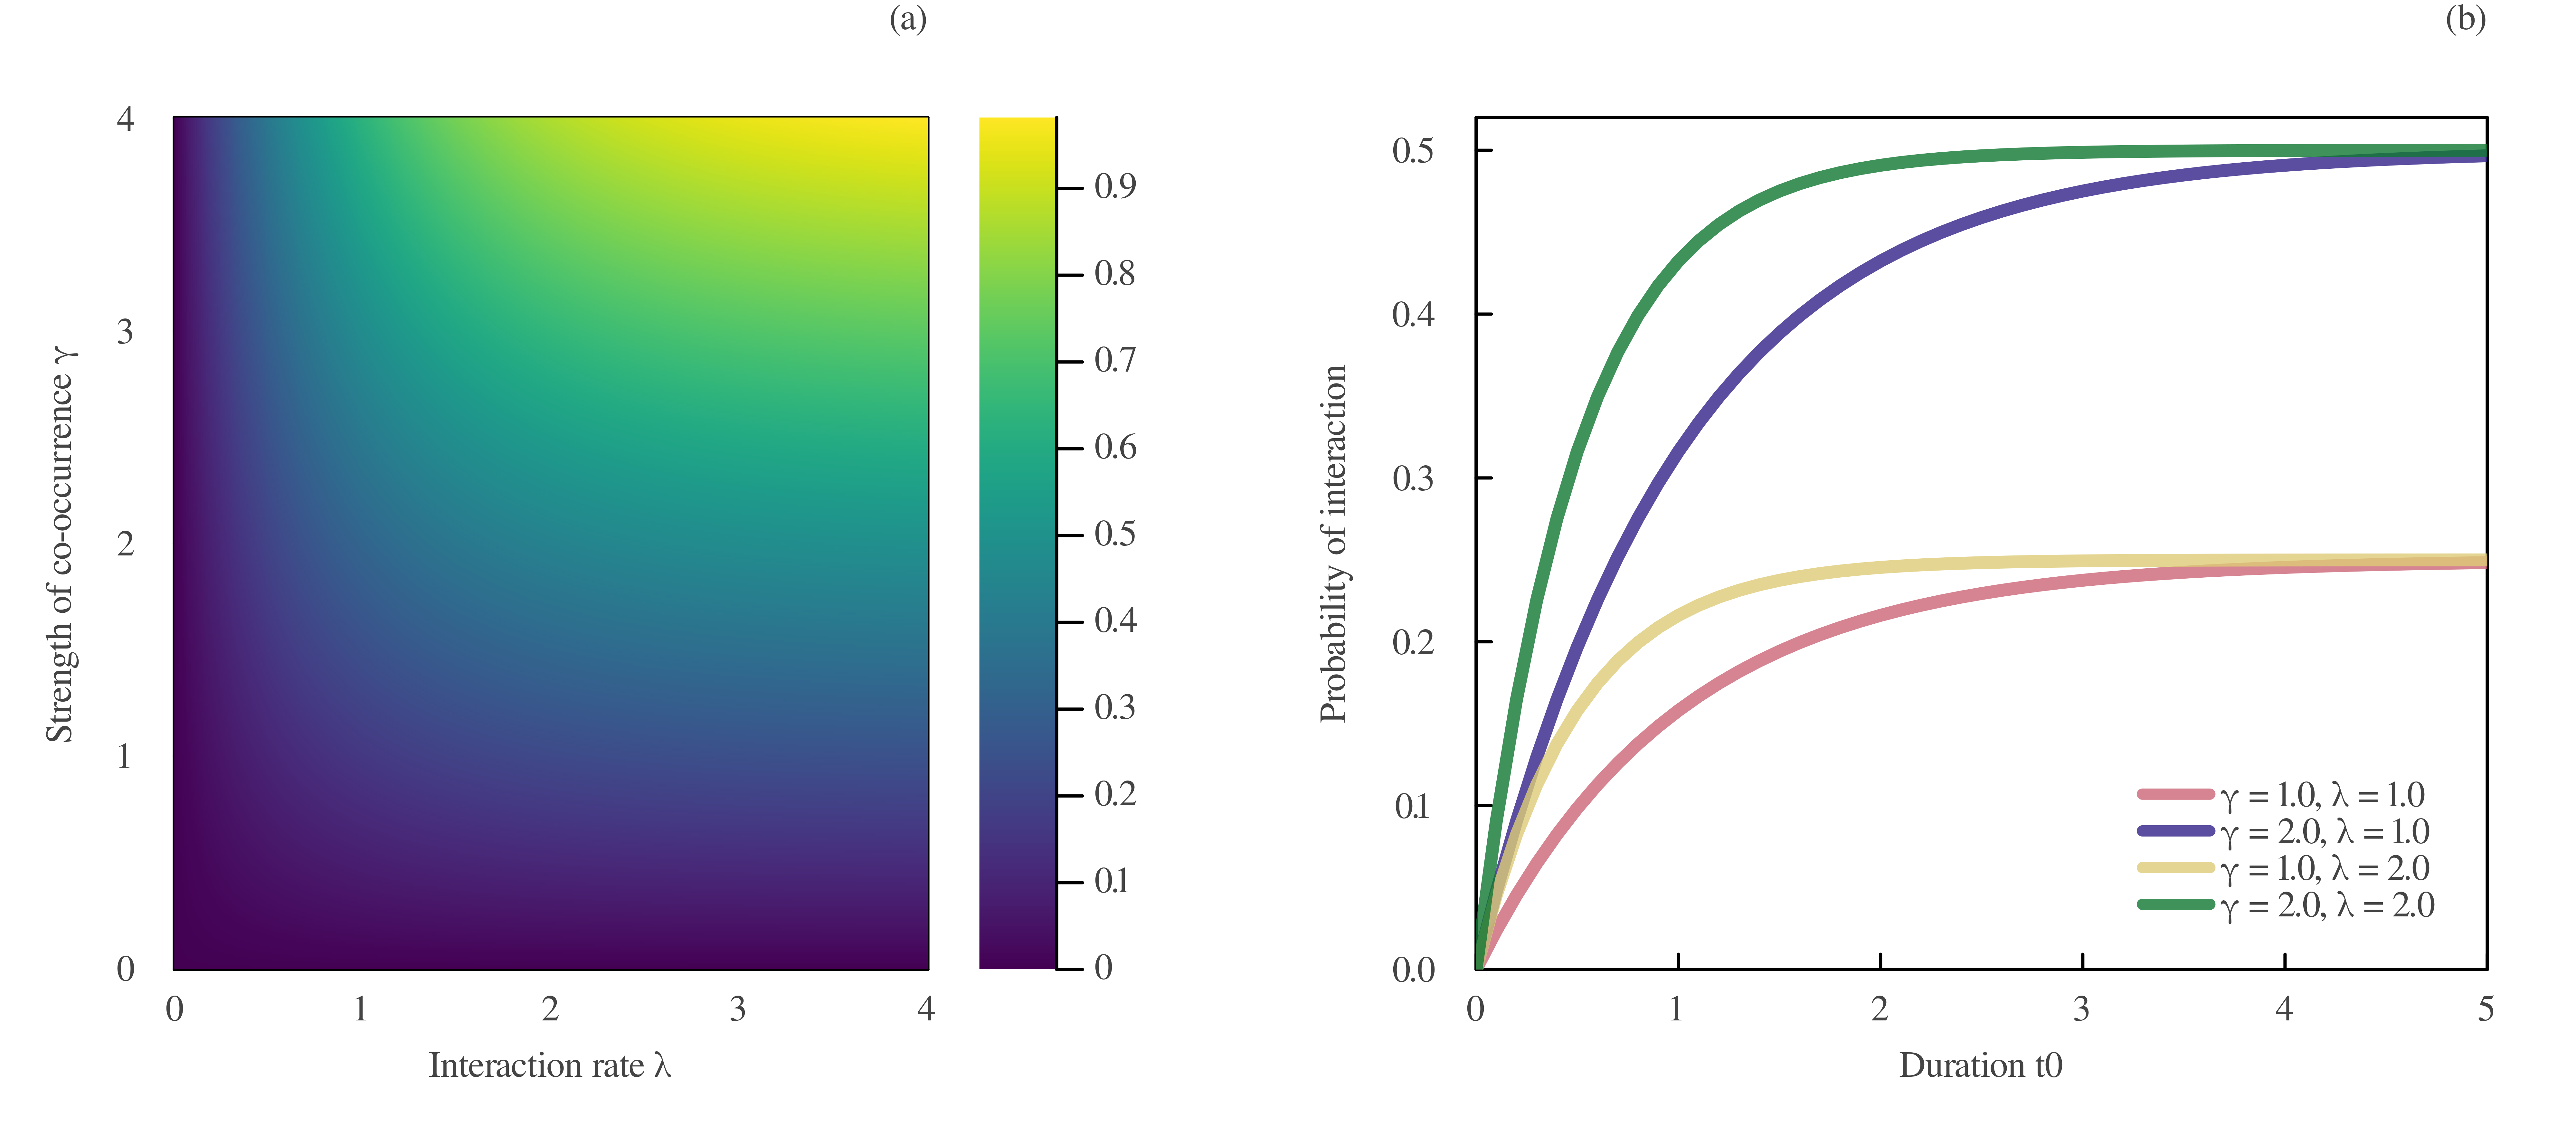 (a)
4
3
2
1
0
Strength of co-occurrence γ
0 1 2 3 4
Interaction rate λ
0.9
0.8
0.7
0.6
0.5
0.4
0.3
0.2
0.1
0
(b)
0.5
0.4
0.3
0.2
0.1
0.0
Probability of interaction
γ = 1.0, λ = 1.0
γ = 2.0, λ = 1.0
γ = 1.0, λ = 2.0
γ = 2.0, λ = 2.0
0 1 2 3 4 5
Duration t0